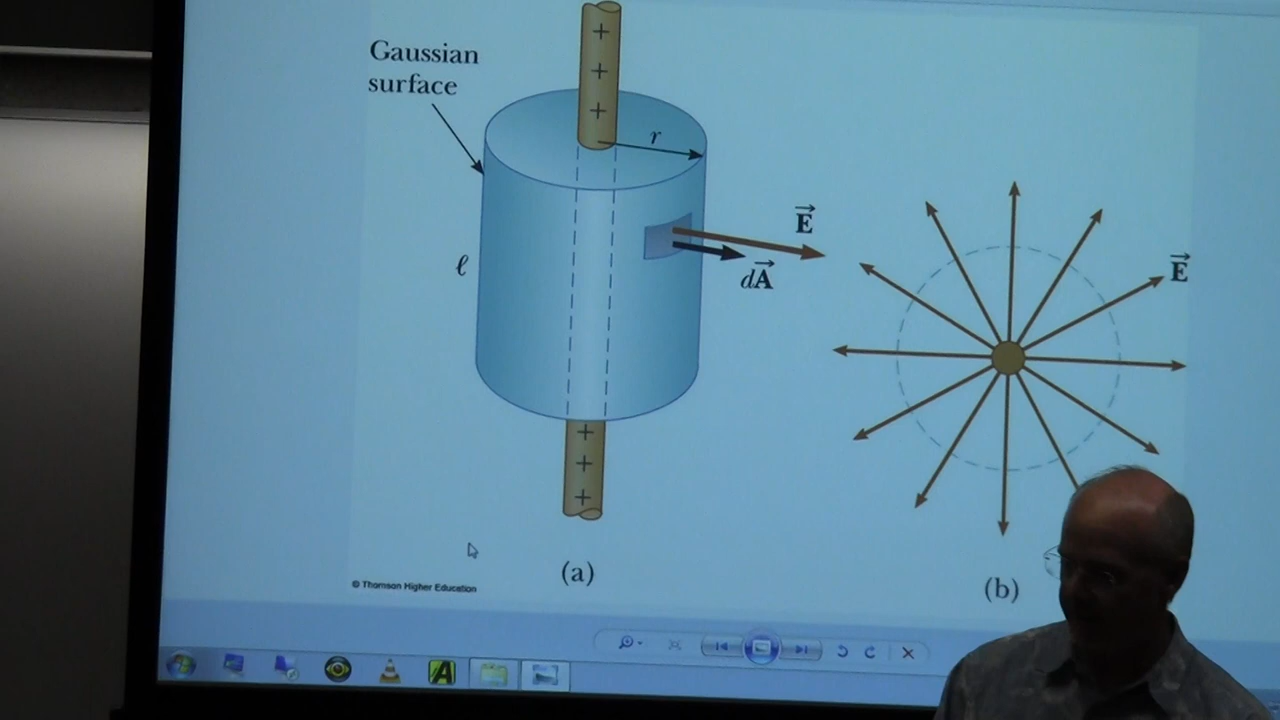 Gaussian
surface
+
+
+
r
E
dA
ℓ
E
+
+
+
(a)
(b)
© Thomson Higher Education
A